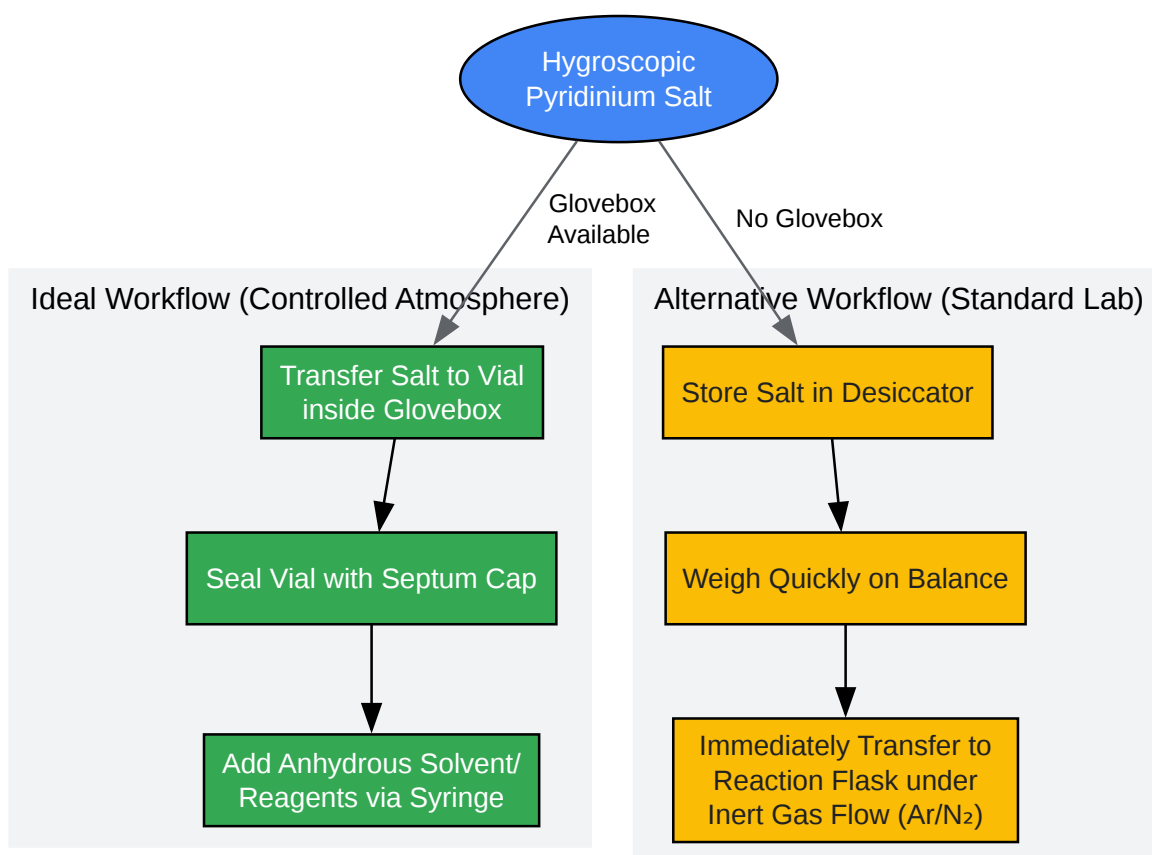 Hygroscopic
Pyridinium Salt
Glovebox
Available
No Glovebox
Ideal Workflow (Controlled Atmosphere)
Transfer Salt to Vial
inside Glovebox
Seal Vial with Septum Cap
Add Anhydrous Solvent/
Reagents via Syringe
Alternative Workflow (Standard Lab)
Store Salt in Desiccator
Weigh Quickly on Balance
Immediately Transfer to
Reaction Flask under
Inert Gas Flow (Ar/N₂)